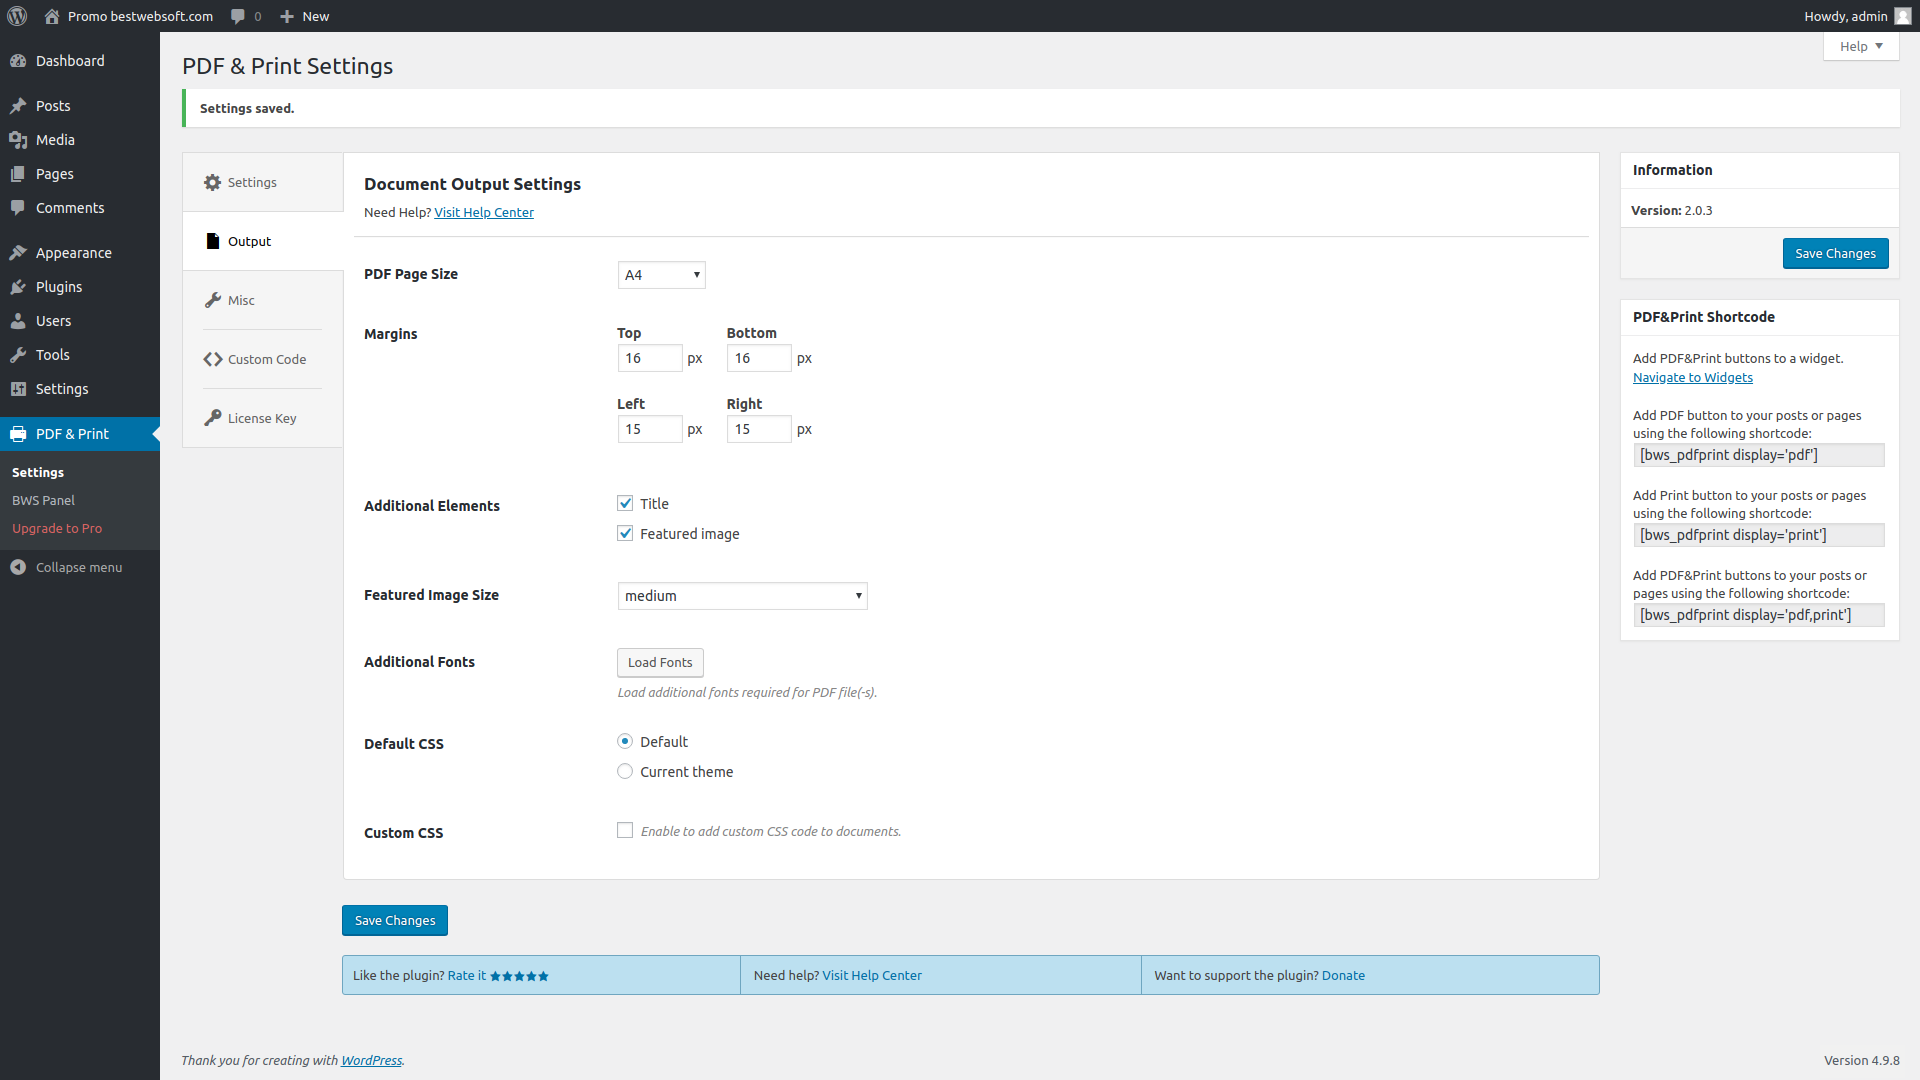 Promo bestwebsoft.com 0 New Howdy, admin
Help
Dashboard
Posts
Media
Pages
Comments
Appearance
Plugins
Users
Tools
Settings
PDF & Print
Settings
BWS Panel
Upgrade to Pro
Collapse menu
PDF & Print Settings
Settings saved.
Settings
Output
Misc
Custom Code
License Key
Document Output Settings
Need Help? Visit Help Center
PDF Page Size A4
Margins
Top Bottom
16 px 16 px
Left Right
15 px 15 px
Additional Elements Title
Featured image
Featured Image Size medium
Additional Fonts Load Fonts
Load additional fonts required for PDF file(-s).
Default CSS Default
Current theme
Custom CSS Enable to add custom CSS code to documents.
Save Changes
Like the plugin? Rate it
Need help? Visit Help Center
Want to support the plugin? Donate
Information
Version: 2.0.3
Save Changes
PDF&Print Shortcode
Add PDF&Print buttons to a widget.
Navigate to Widgets
Add PDF button to your posts or pages
using the following shortcode:
[bws_pdfprint display='pdf']
Add Print button to your posts or pages
using the following shortcode:
[bws_pdfprint display='print']
Add PDF&Print buttons to your posts or
pages using the following shortcode:
[bws_pdfprint display='pdf,print']
Thank you for creating with WordPress.
Version 4.9.8